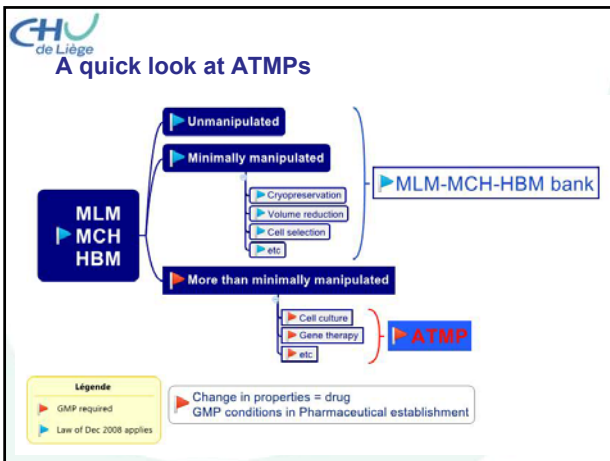 CHU
de Liège
A quick look at ATMPs
Unmanipulated
Minimally manipulated
Cryopreservation
Volume reduction
Cell selection
etc
MLM-MCH-HBM bank
MLM
MCH
HBM
More than minimally manipulated
Cell culture
Gene therapy
etc
ATMP
Légende
GMP required
Law of Dec 2008 applies
Change in properties = drug
GMP conditions in Pharmaceutical establishment